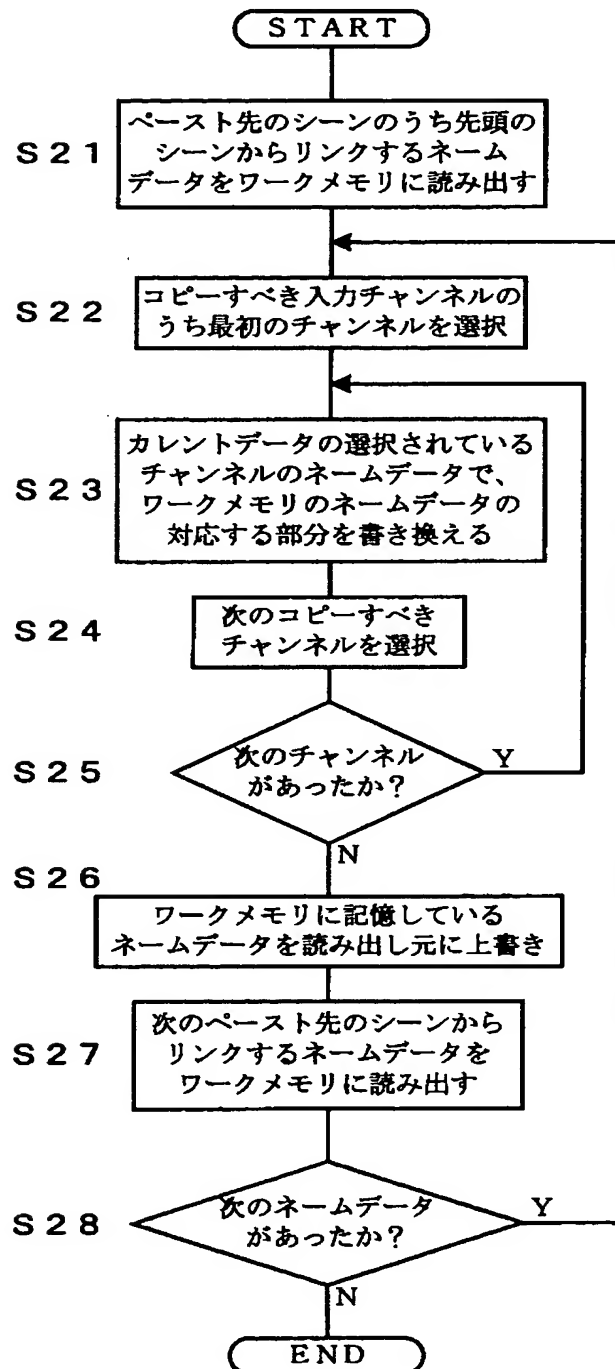 START
S21
ペースト先のシーンのうち先頭の
シーンからリンクするネーム
データをワークメモリに読み出す
S22
コピーすべき入力チャンネルの
うち最初のチャンネルを選択
S23
カレントデータの選択されている
チャンネルのネームデータで、
ワークメモリのネームデータの
対応する部分を書き換える
S24
次のコピーすべき
チャンネルを選択
S25
次のチャンネル
があったか?
Y
N
S26
ワークメモリに記憶している
ネームデータを読み出し元に上書き
S27
次のペースト先のシーンから
リンクするネームデータを
ワークメモリに読み出す
S28
次のネームデータ
があったか?
Y
N
END